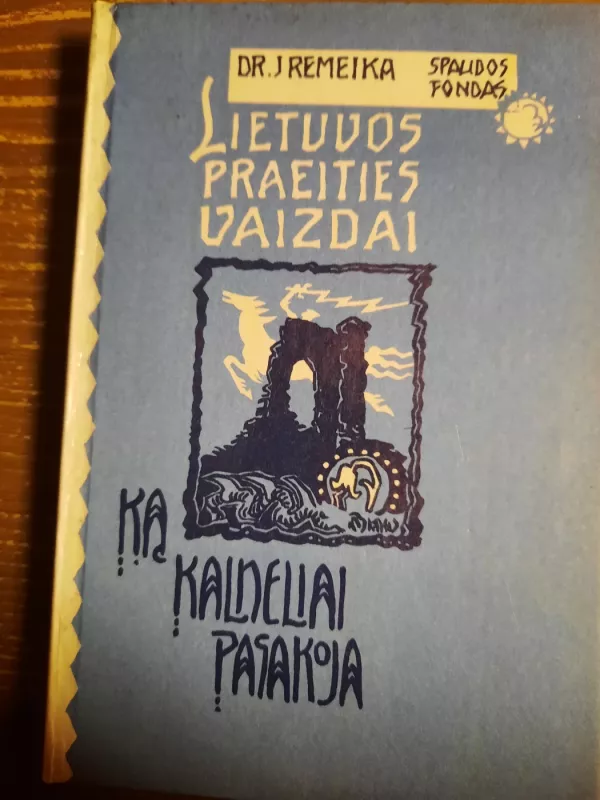 DR. J REMEIKA
SPAUDOS
FONDAS
LIETUVOS
PRAEITIES
VAIZDAI
KĄ
KALNELIAI
PASAKOJA